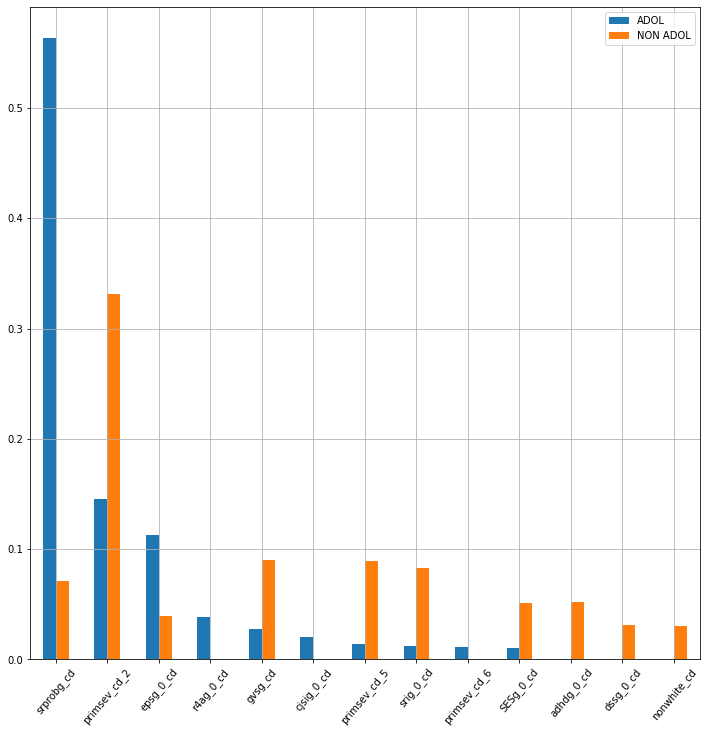 ADOL
NON ADOL
0.5
0.4
0.3
0.2
0.1
0.0
srprobg_cd
primsev_cd_2
epsg_0_cd
r4ag_0_cd
gvsg_cd
cjsig_0_cd
primsev_cd_5
srig_0_cd
primsev_cd_6
SESg_0_cd
adhdg_0_cd
dssg_0_cd
nonwhite_cd